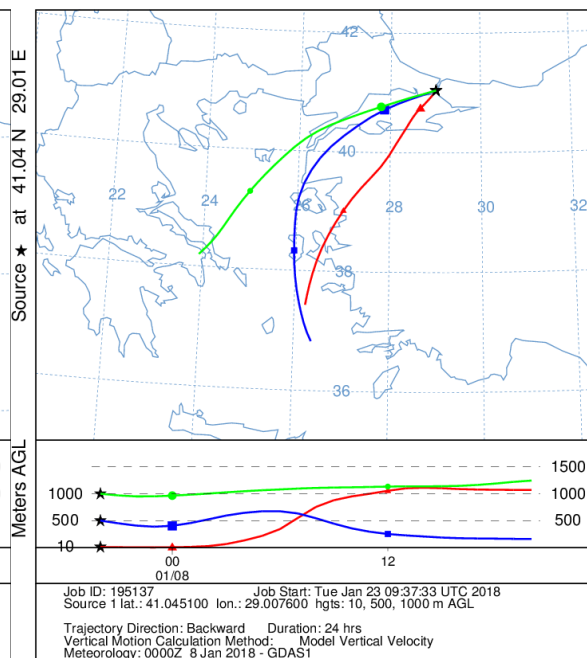 Source ★ at 41.04 N 29.01 E
42
40
22
24
26
28
30
32
38
36
Meters AGL
1500
1000
1000
500
500
10
00
12
01/08
Job ID: 195137 Job Start: Tue Jan 23 09:37:33 UTC 2018
Source 1 lat.: 41.045100 lon.: 29.007600 hgts: 10, 500, 1000 m AGL
Trajectory Direction: Backward Duration: 24 hrs
Vertical Motion Calculation Method: Model Vertical Velocity
Meteorology: 0000Z 8 Jan 2018 - GDAS1